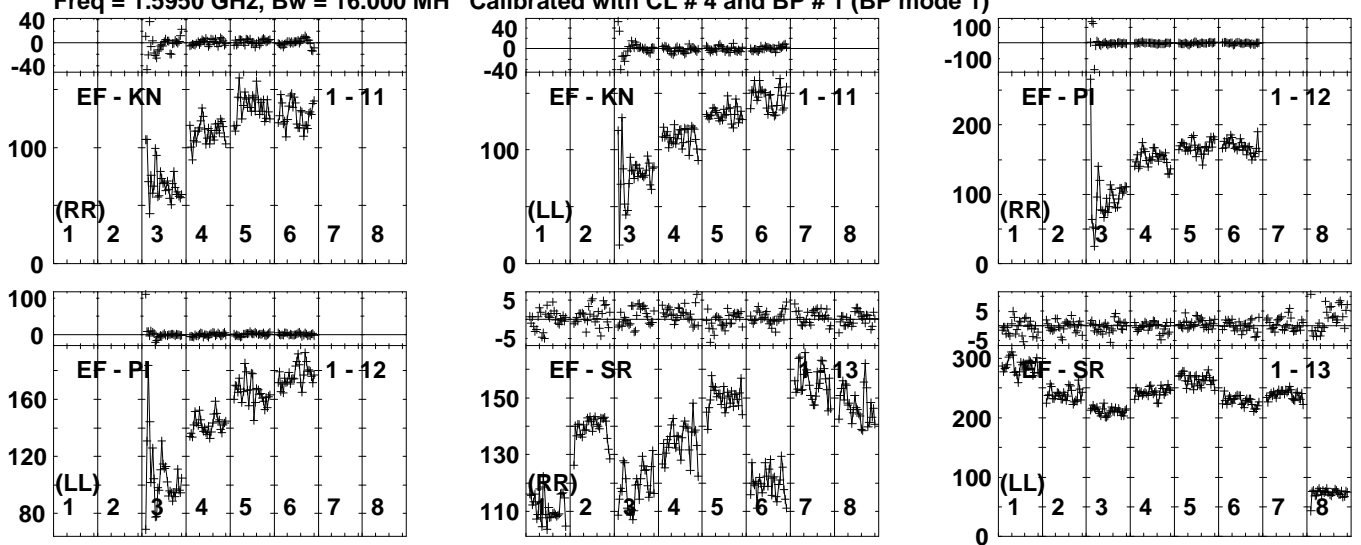 Freq = 1.5950 GHz, Bw = 16.000 MH Calibrated with CL # 4 and BP # 1 (BP mode 1)
40
0
-40
EF - KN 1 - 11
100
(RR)
1 2 3 4 5 6 7 8
0
40
0
-40
EF - KN 1 - 11
100
(LL)
1 2 3 4 5 6 7 8
0
100
0
-100
EF - PI 1 - 12
200
100
(RR)
1 2 3 4 5 6 7 8
0
100
0
EF - PI 1 - 12
160
120
(LL)
1 2 3 4 5 6 7 8
80
5
0
-5
EF - SR 1 - 13
150
130
(RR)
110
1 2 3 4 5 6 7 8
5
-5
300
EF - SR 1 - 13
200
100
(LL)
1 2 3 4 5 6 7 8
0